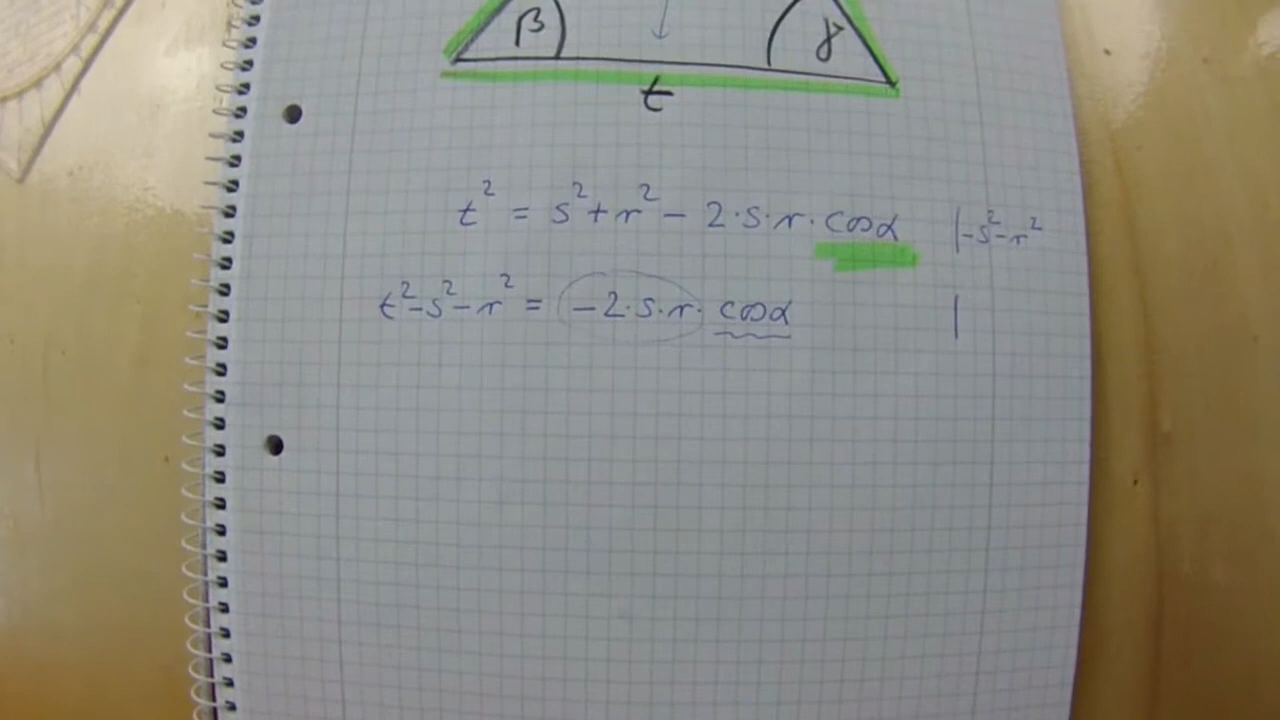 β γ
t
t² = s² + r² - 2·s·r·cosα |-s²-r²
t²-s²-r² = -2·s·r·cosα |